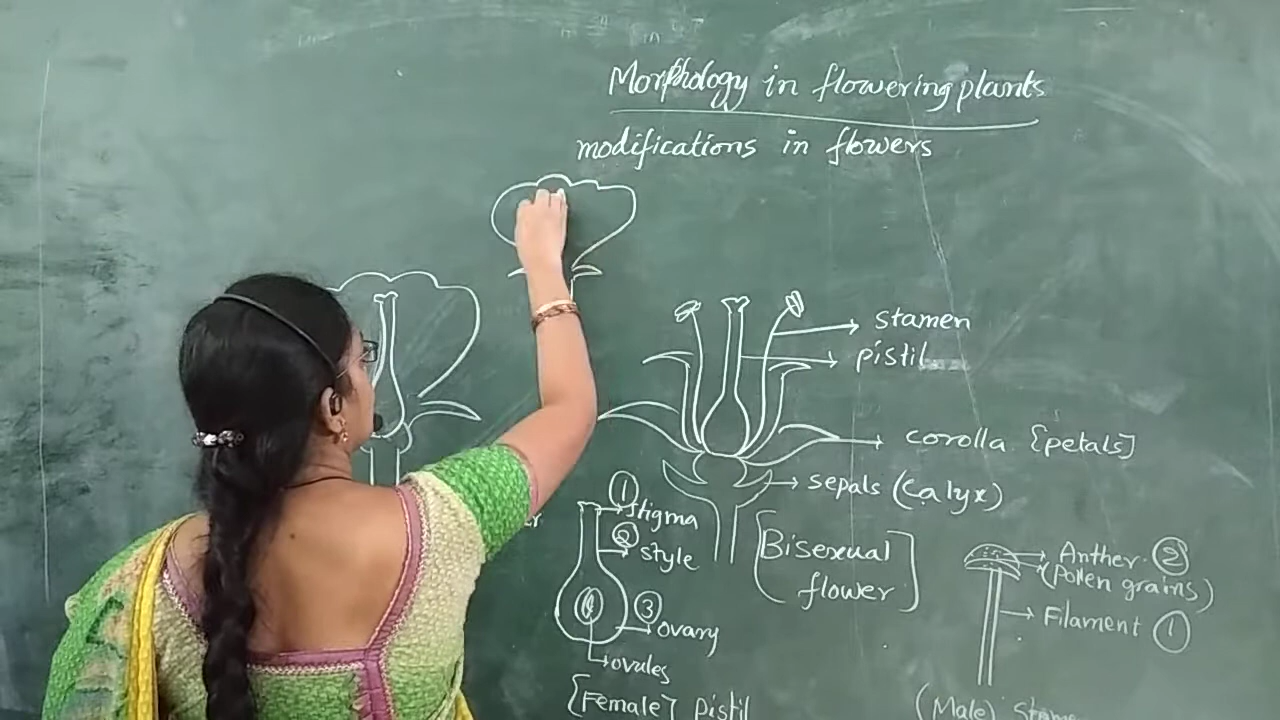 Morphology in flowering plants
modifications in flowers
stamen
pistil
corolla [petals]
sepals (calyx)
① stigma
② style
③ ovary
ovules
[Female] Pistil
[Bisexual
flower]
Anther. ②
(pollen grains)
Filament ①
(Male)